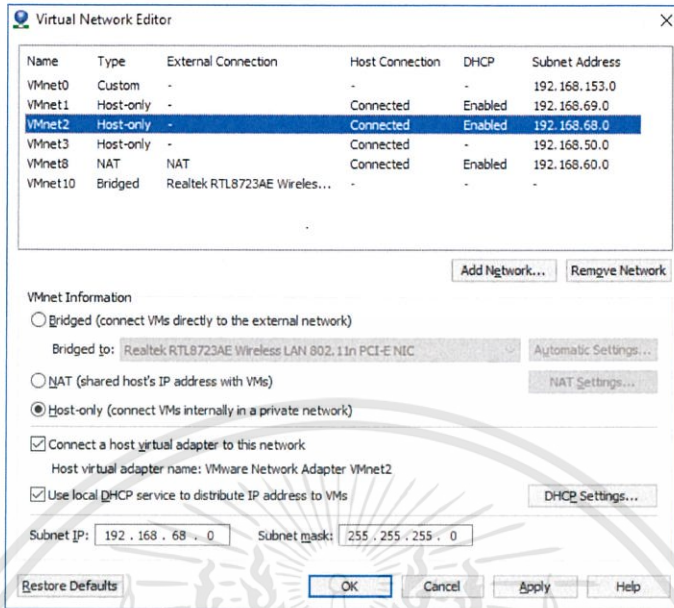 Virtual Network Editor
Name Type External Connection Host Connection DHCP Subnet Address
VMnet0 Custom - - - 192.168.153.0
VMnet1 Host-only - Connected Enabled 192.168.69.0
VMnet2 Host-only - Connected Enabled 192.168.68.0
VMnet3 Host-only - Connected - 192.168.50.0
VMnet8 NAT NAT Connected Enabled 192.168.60.0
VMnet10 Bridged Realtek RTL8723AE Wireles... - - -
Add Network... Remove Network
VMnet Information
Bridged (connect VMs directly to the external network)
Bridged to: Realtek RTL8723AE Wireless LAN 802.11n PCI-E NIC Automatic Settings...
NAT (shared host's IP address with VMs) NAT Settings...
Host-only (connect VMs internally in a private network)
Connect a host virtual adapter to this network
Host virtual adapter name: VMware Network Adapter VMnet2
Use local DHCP service to distribute IP address to VMs DHCP Settings...
Subnet IP: 192 . 168 . 68 . 0 Subnet mask: 255 . 255 . 255 . 0
Restore Defaults OK Cancel Apply Help